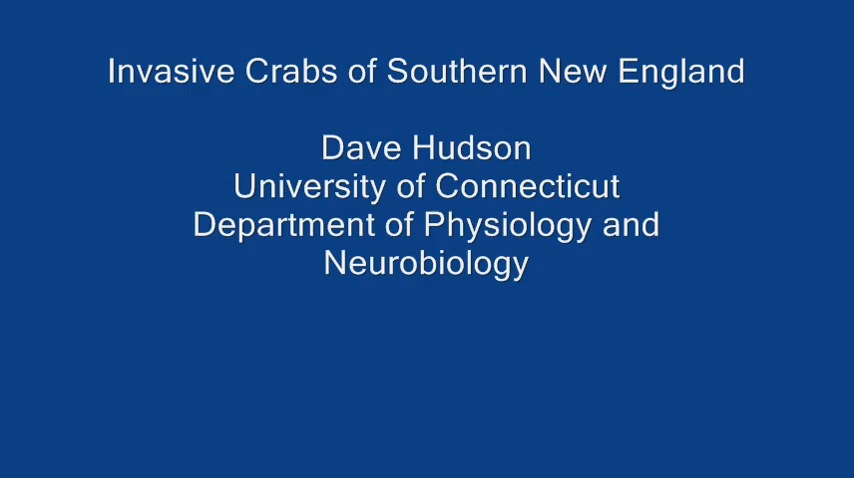 Invasive Crabs of Southern New England
Dave Hudson
University of Connecticut
Department of Physiology and
Neurobiology